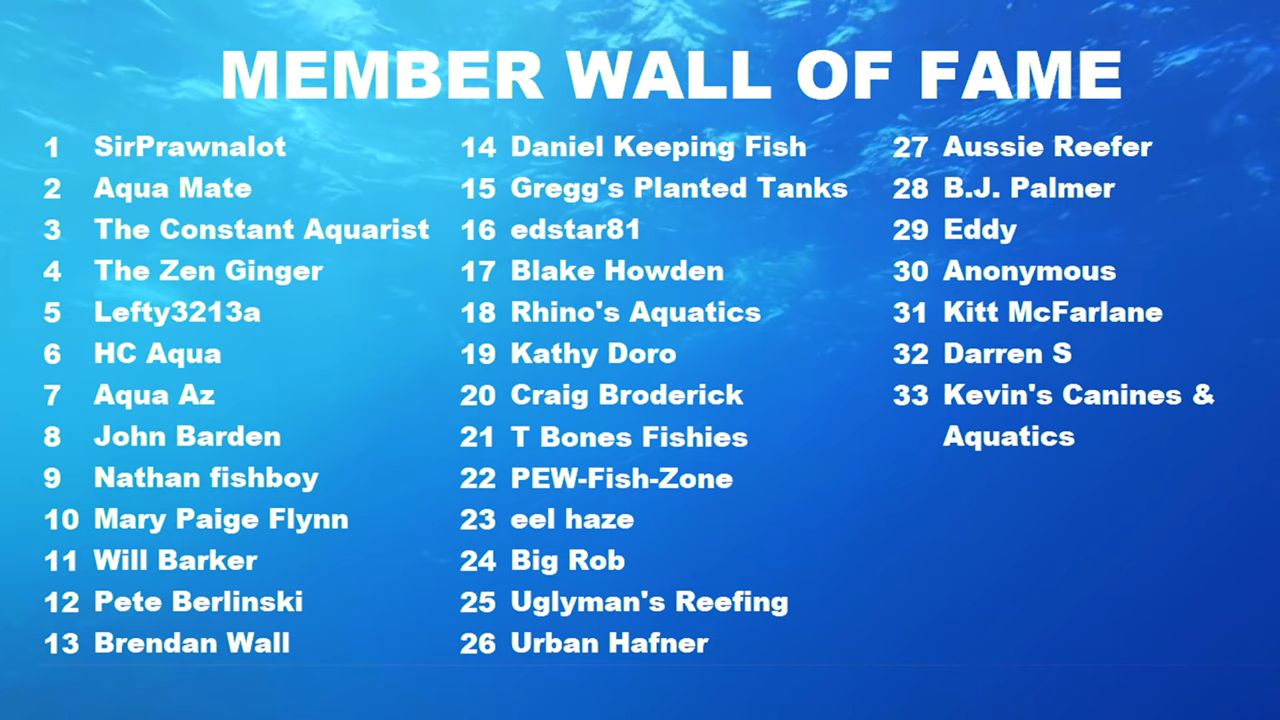 MEMBER WALL OF FAME
1 SirPrawnalot
2 Aqua Mate
3 The Constant Aquarist
4 The Zen Ginger
5 Lefty3213a
6 HC Aqua
7 Aqua Az
8 John Barden
9 Nathan fishboy
10 Mary Paige Flynn
11 Will Barker
12 Pete Berlinski
13 Brendan Wall
14 Daniel Keeping Fish
15 Gregg's Planted Tanks
16 edstar81
17 Blake Howden
18 Rhino's Aquatics
19 Kathy Doro
20 Craig Broderick
21 T Bones Fishies
22 PEW-Fish-Zone
23 eel haze
24 Big Rob
25 Uglyman's Reefing
26 Urban Hafner
27 Aussie Reefer
28 B.J. Palmer
29 Eddy
30 Anonymous
31 Kitt McFarlane
32 Darren S
33 Kevin's Canines &
Aquatics